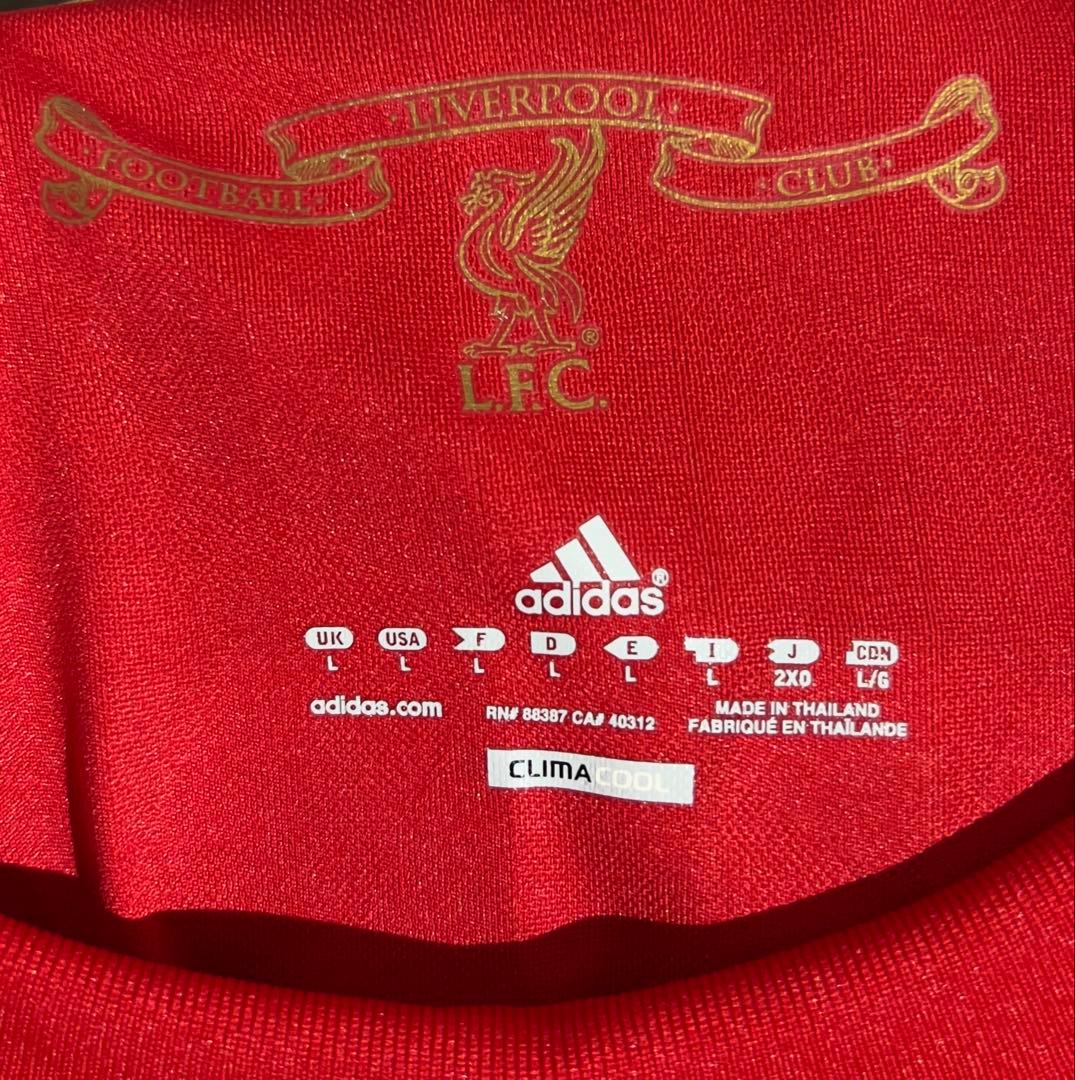 · LIVERPOOL ·
· FOOTBALL · · CLUB ·
®
L.F.C.
adidas®
UK USA F D E I J CDN
L L L L L L 2XO L/G
adidas.com RN# 88387 CA# 40312 MADE IN THAILAND
FABRIQUÉ EN THAÏLANDE
CLIMACOOL